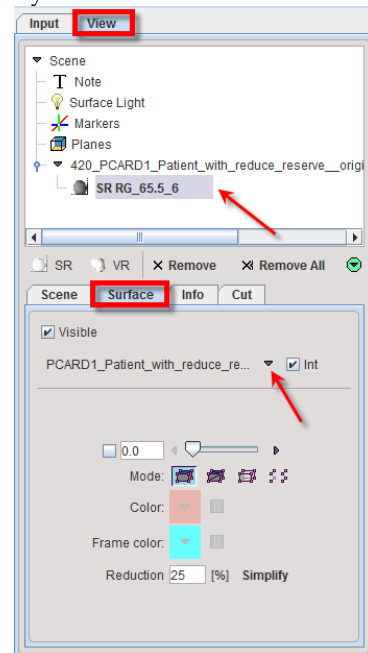 Input View
Scene
T Note
Surface Light
Markers
Planes
420_PCARD1_Patient_with_reduce_reserve__origi
SR RG_65.5_6
SR VR Remove Remove All
Scene Surface Info Cut
Visible
PCARD1_Patient_with_reduce_re... Int
0.0
Mode:
Color:
Frame color:
Reduction 25 [%] Simplify